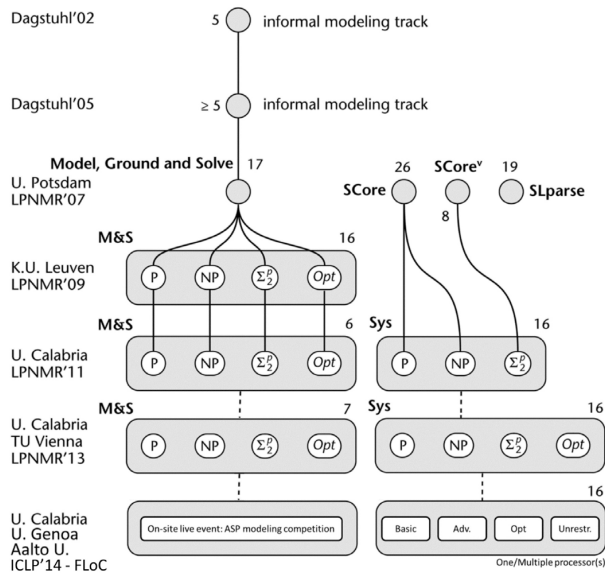 Dagstuhl'02
5
informal modeling track
Dagstuhl'05
≥ 5
informal modeling track
Model, Ground and Solve
17
26
SCoreᵛ
19
U. Potsdam
LPNMR'07
SCore
8
SLparse
M&S
16
K.U. Leuven
LPNMR'09
P
NP
Σ₂ᵖ
Opt
M&S
6
Sys
16
U. Calabria
LPNMR'11
P
NP
Σ₂ᵖ
Opt
P
NP
Σ₂ᵖ
M&S
7
Sys
16
U. Calabria
TU Vienna
LPNMR'13
P
NP
Σ₂ᵖ
Opt
P
NP
Σ₂ᵖ
Opt
16
U. Calabria
U. Genoa
Aalto U.
ICLP'14 - FLoC
On-site live event: ASP modeling competition
Basic
Adv.
Opt
Unrestr.
One/Multiple processor(s)